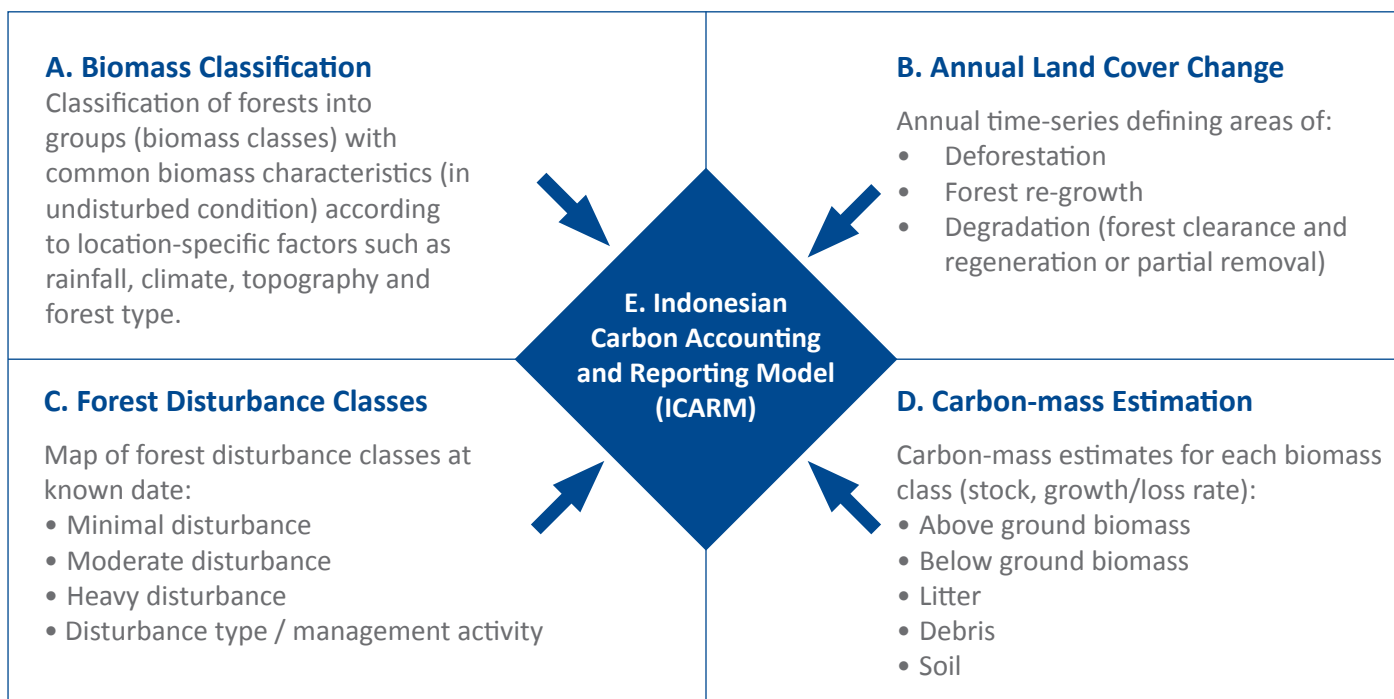 A. Biomass Classification
Classification of forests into
groups (biomass classes) with
common biomass characteristics (in
undisturbed condition) according
to location-specific factors such as
rainfall, climate, topography and
forest type.
B. Annual Land Cover Change
Annual time-series defining areas of:
• Deforestation
• Forest re-growth
• Degradation (forest clearance and
regeneration or partial removal)
E. Indonesian
Carbon Accounting
and Reporting Model
(ICARM)
C. Forest Disturbance Classes
Map of forest disturbance classes at
known date:
• Minimal disturbance
• Moderate disturbance
• Heavy disturbance
• Disturbance type / management activity
D. Carbon-mass Estimation
Carbon-mass estimates for each biomass
class (stock, growth/loss rate):
• Above ground biomass
• Below ground biomass
• Litter
• Debris
• Soil